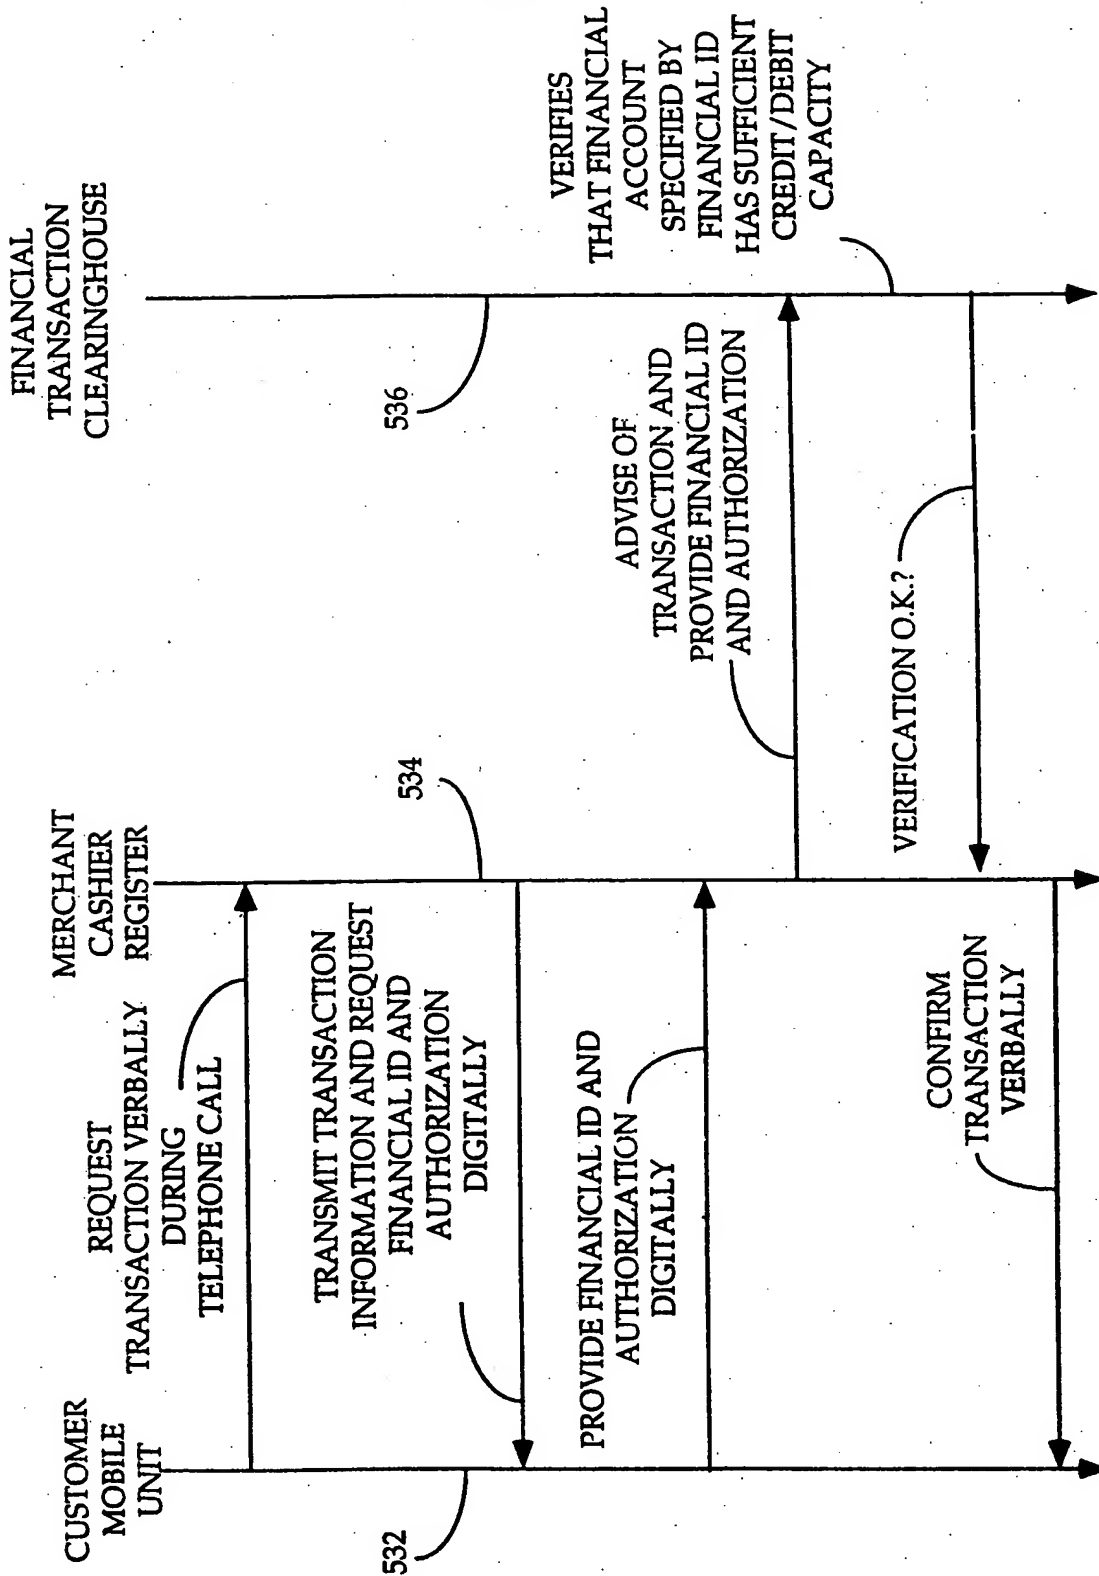 CUSTOMER
MOBILE
UNIT
REQUEST
TRANSACTION VERBALLY
DURING
TELEPHONE CALL
MERCHANT
CASHIER
REGISTER
FINANCIAL
TRANSACTION
CLEARINGHOUSE
532
534
536
TRANSMIT TRANSACTION
INFORMATION AND REQUEST
FINANCIAL ID AND
AUTHORIZATION
DIGITALLY
PROVIDE FINANCIAL ID AND
AUTHORIZATION
DIGITALLY
ADVISE OF
TRANSACTION AND
PROVIDE FINANCIAL ID
AND AUTHORIZATION
VERIFIES
THAT FINANCIAL
ACCOUNT
SPECIFIED BY
FINANCIAL ID
HAS SUFFICIENT
CREDIT/DEBIT
CAPACITY
VERIFICATION O.K.?
CONFIRM
TRANSACTION
VERBALLY